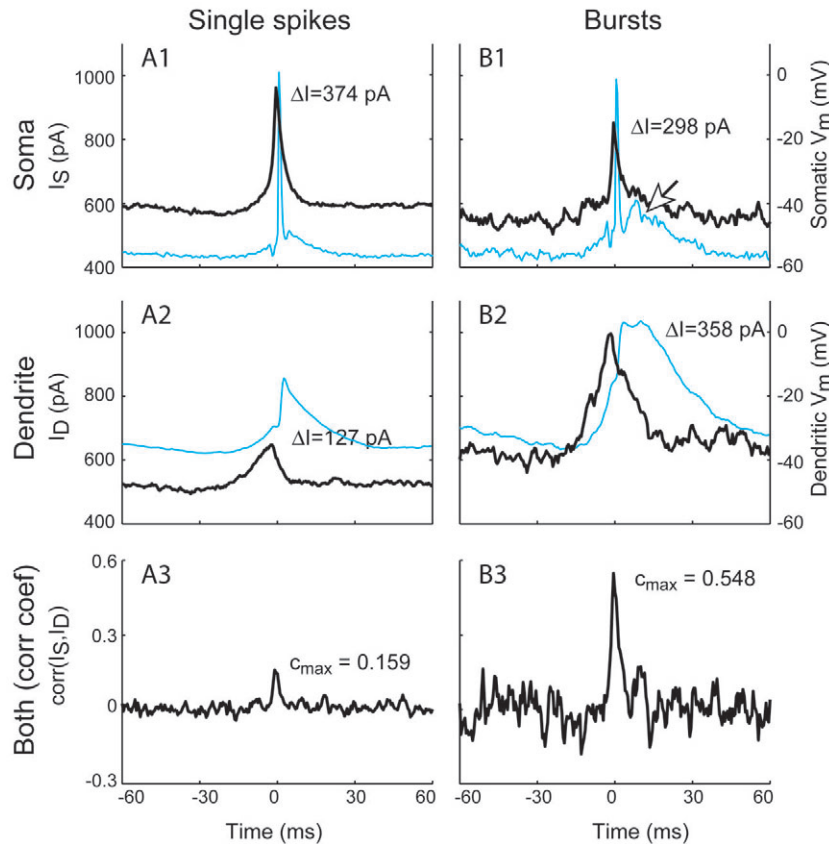 Single spikes
Bursts
Soma
I_S (pA)
A1
ΔI=374 pA
1000
800
600
400
B1
ΔI=298 pA
0
-20
-40
-60
Somatic V_m (mV)
Dendrite
I_D (pA)
A2
ΔI=127 pA
1000
800
600
400
B2
ΔI=358 pA
0
-20
-40
-60
Dendritic V_m (mV)
Both (corr coef)
corr(I_S,I_D)
A3
c_max = 0.159
0.6
0.3
0
-0.3
B3
c_max = 0.548
-60 -30 0 30 60
Time (ms)
-60 -30 0 30 60
Time (ms)